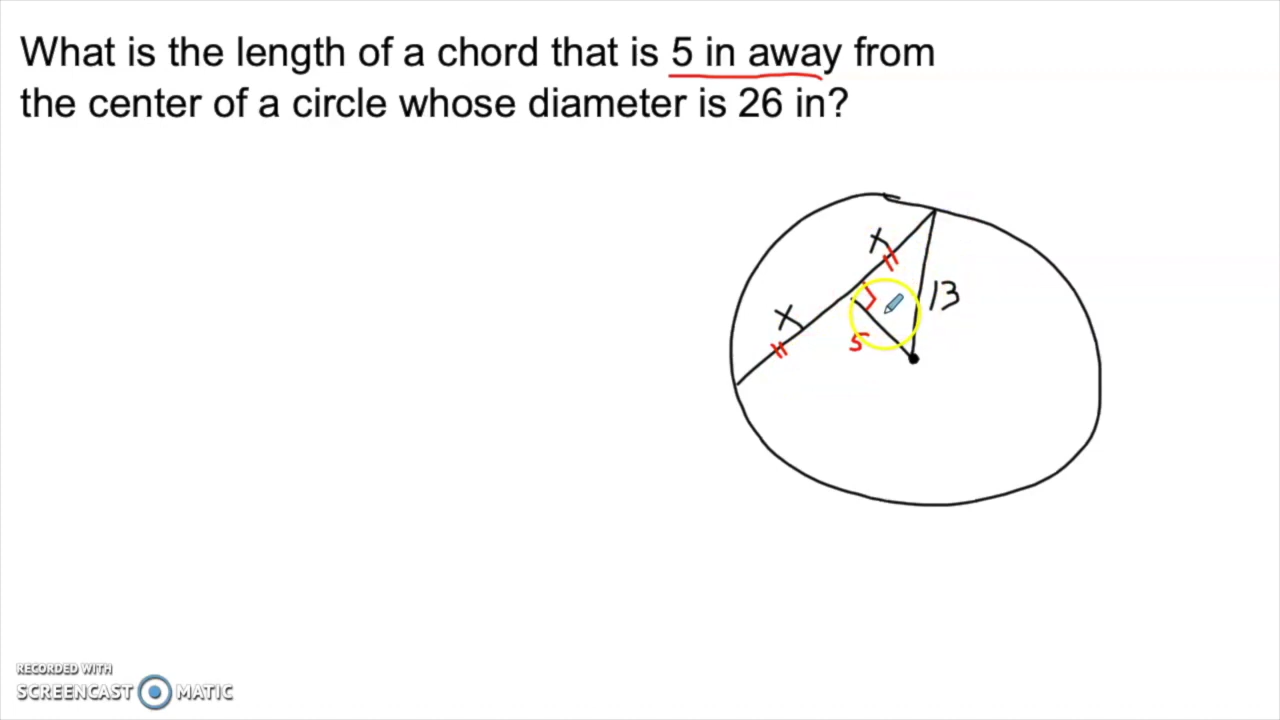 What is the length of a chord that is 5 in away from
the center of a circle whose diameter is 26 in?
x
13
x
5
RECORDED WITH
SCREENCAST MATIC